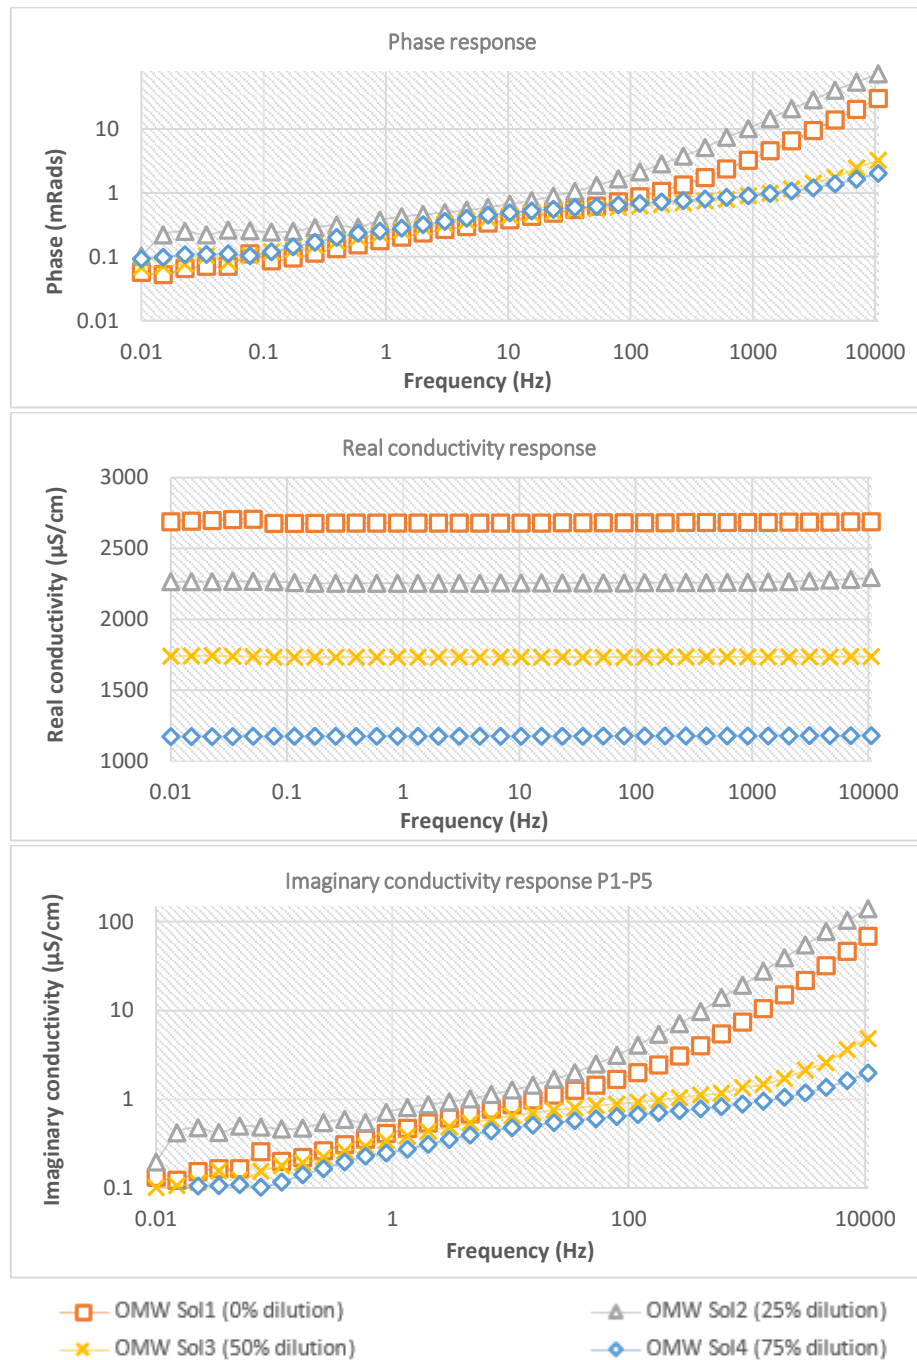 Phase response
Phase (mRads)
10
1
0.1
0.01
0.01 0.1 1 10 100 1000 10000
Frequency (Hz)
Real conductivity response
Real conductivity (µS/cm)
3000
2500
2000
1500
1000
0.01 0.1 1 10 100 1000 10000
Frequency (Hz)
Imaginary conductivity response P1-P5
Imaginary conductivity (µS/cm)
100
10
1
0.1
0.01 1 100 10000
Frequency (Hz)
OMW Sol1 (0% dilution) OMW Sol2 (25% dilution)
OMW Sol3 (50% dilution) OMW Sol4 (75% dilution)